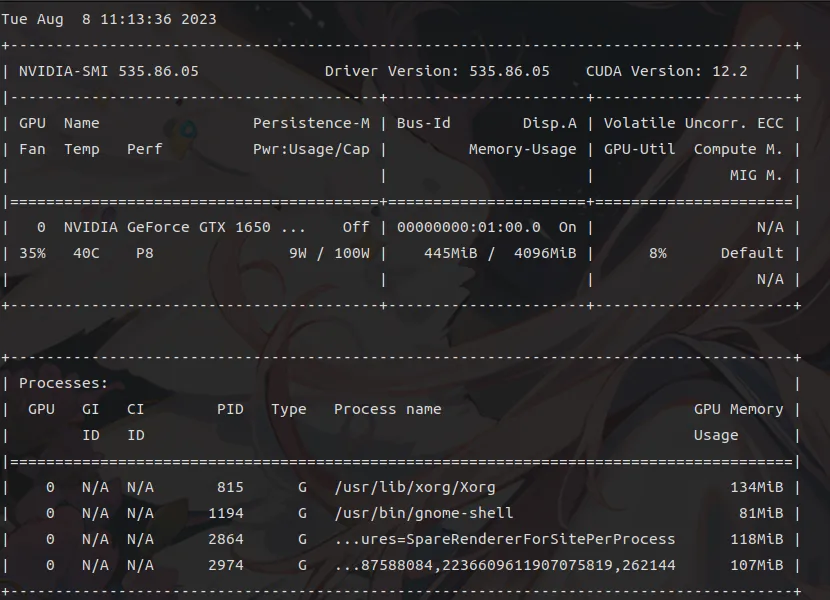 Tue Aug  8 11:13:36 2023
+---------------------------------------------------------------------------------------+
| NVIDIA-SMI 535.86.05              Driver Version: 535.86.05    CUDA Version: 12.2     |
|-----------------------------------------+----------------------+----------------------+
| GPU  Name                 Persistence-M | Bus-Id        Disp.A | Volatile Uncorr. ECC |
| Fan  Temp   Perf          Pwr:Usage/Cap |         Memory-Usage | GPU-Util  Compute M. |
|                                         |                      |               MIG M. |
|=========================================+======================+======================|
|   0  NVIDIA GeForce GTX 1650 ...    Off | 00000000:01:00.0  On |                  N/A |
| 35%   40C    P8               9W / 100W |    445MiB /  4096MiB |      8%      Default |
|                                         |                      |                  N/A |
+-----------------------------------------+----------------------+----------------------+
+---------------------------------------------------------------------------------------+
| Processes:                                                                            |
|  GPU   GI   CI        PID   Type   Process name                            GPU Memory |
|        ID   ID                                                             Usage      |
|=======================================================================================|
|    0   N/A  N/A       815      G   /usr/lib/xorg/Xorg                          134MiB |
|    0   N/A  N/A      1194      G   /usr/bin/gnome-shell                         81MiB |
|    0   N/A  N/A      2864      G   ...ures=SpareRendererForSitePerProcess      118MiB |
|    0   N/A  N/A      2974      G   ...87588084,2236609611907075819,262144      107MiB |
+---------------------------------------------------------------------------------------+